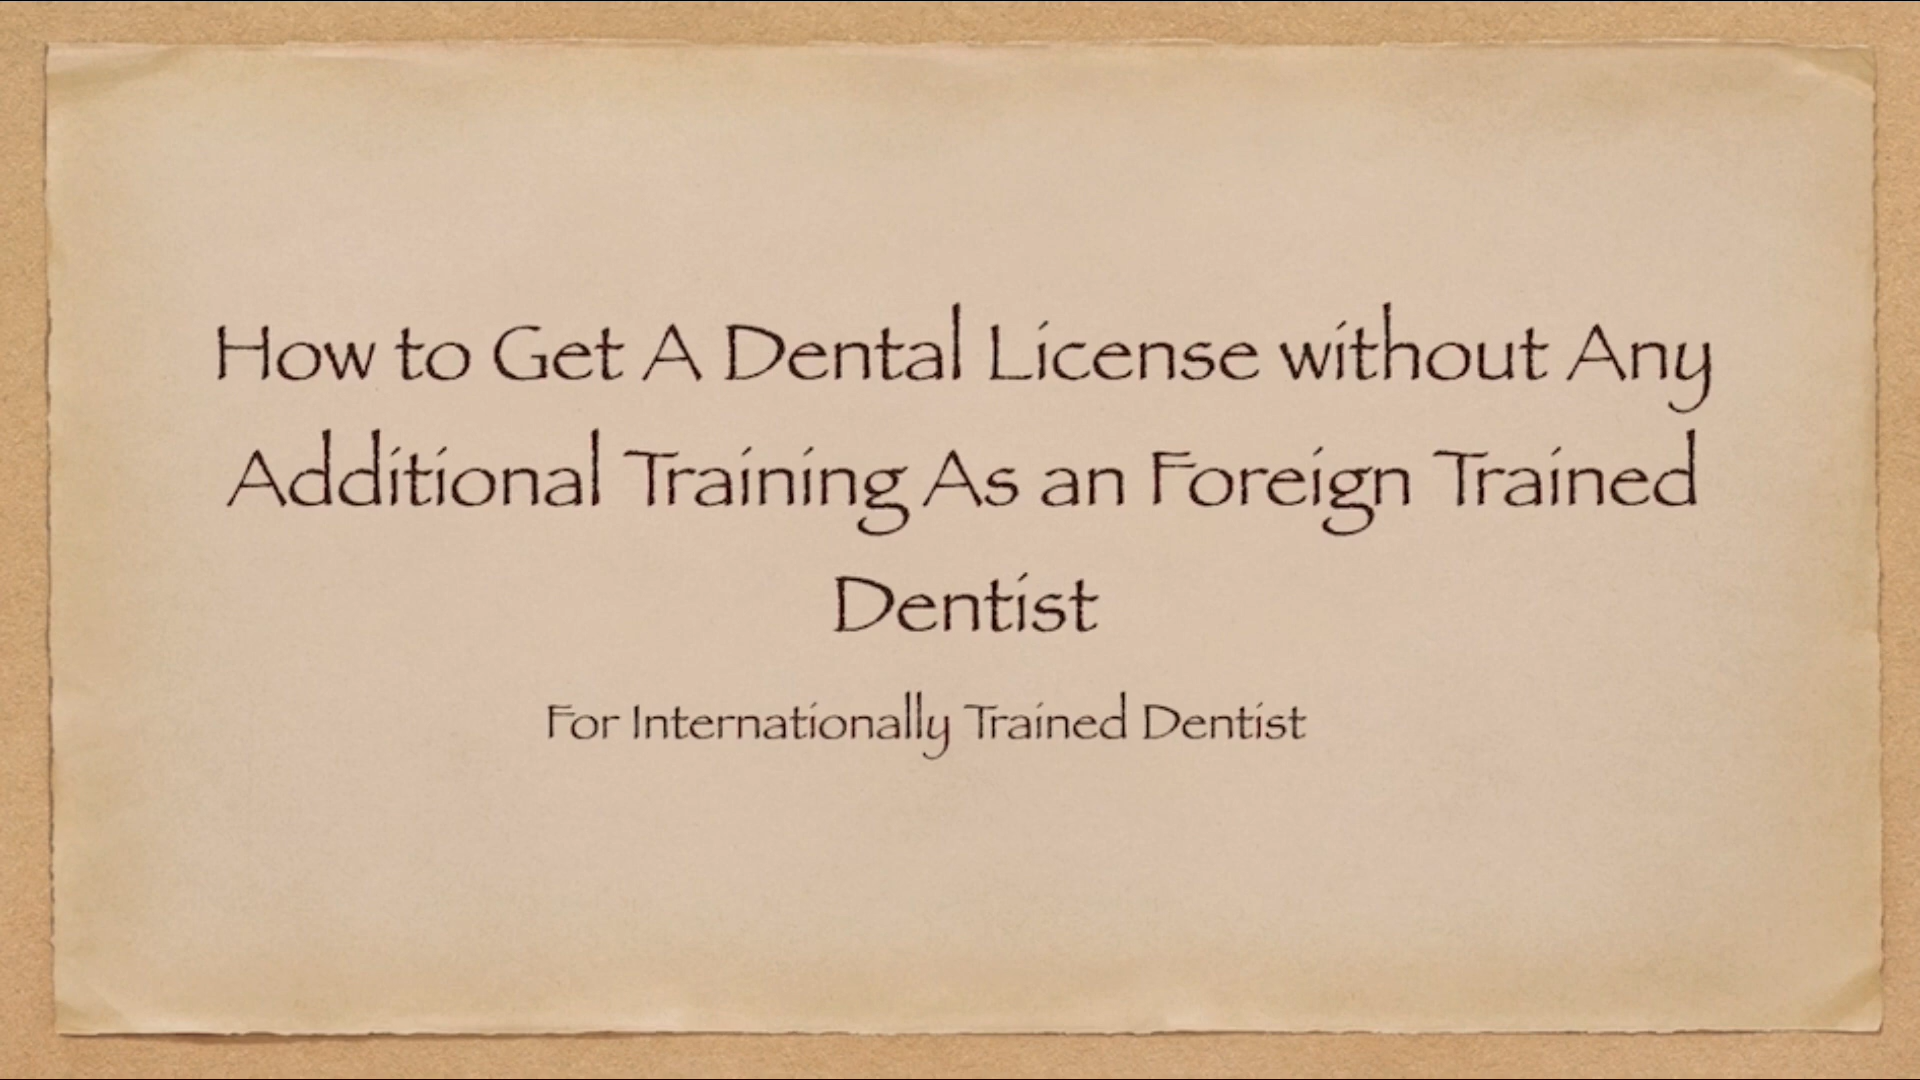 How to Get A Dental License without Any
Additional Training As an Foreign Trained
Dentist
For Internationally Trained Dentist